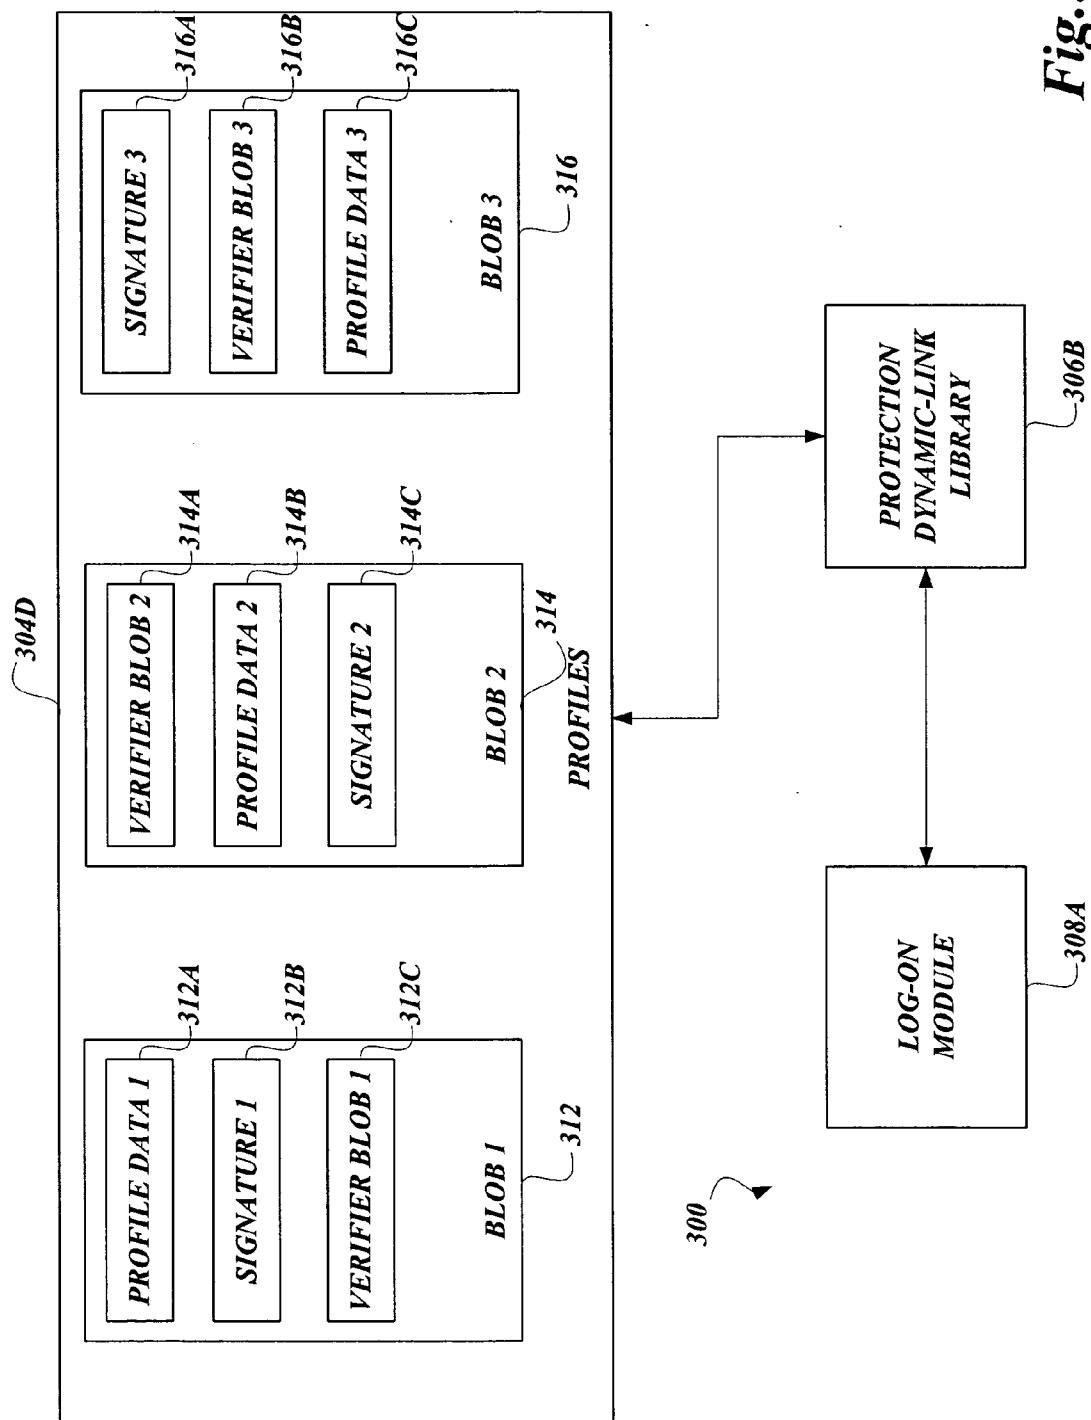 304D
PROFILE DATA 1
312A
SIGNATURE 1
312B
VERIFIER BLOB 1
312C
BLOB 1
312
VERIFIER BLOB 2
314A
PROFILE DATA 2
314B
SIGNATURE 2
314C
BLOB 2
314
SIGNATURE 3
316A
VERIFIER BLOB 3
316B
PROFILE DATA 3
316C
BLOB 3
316
PROFILES
300
LOG-ON
MODULE
308A
PROTECTION
DYNAMIC-LINK
LIBRARY
306B
Fig.